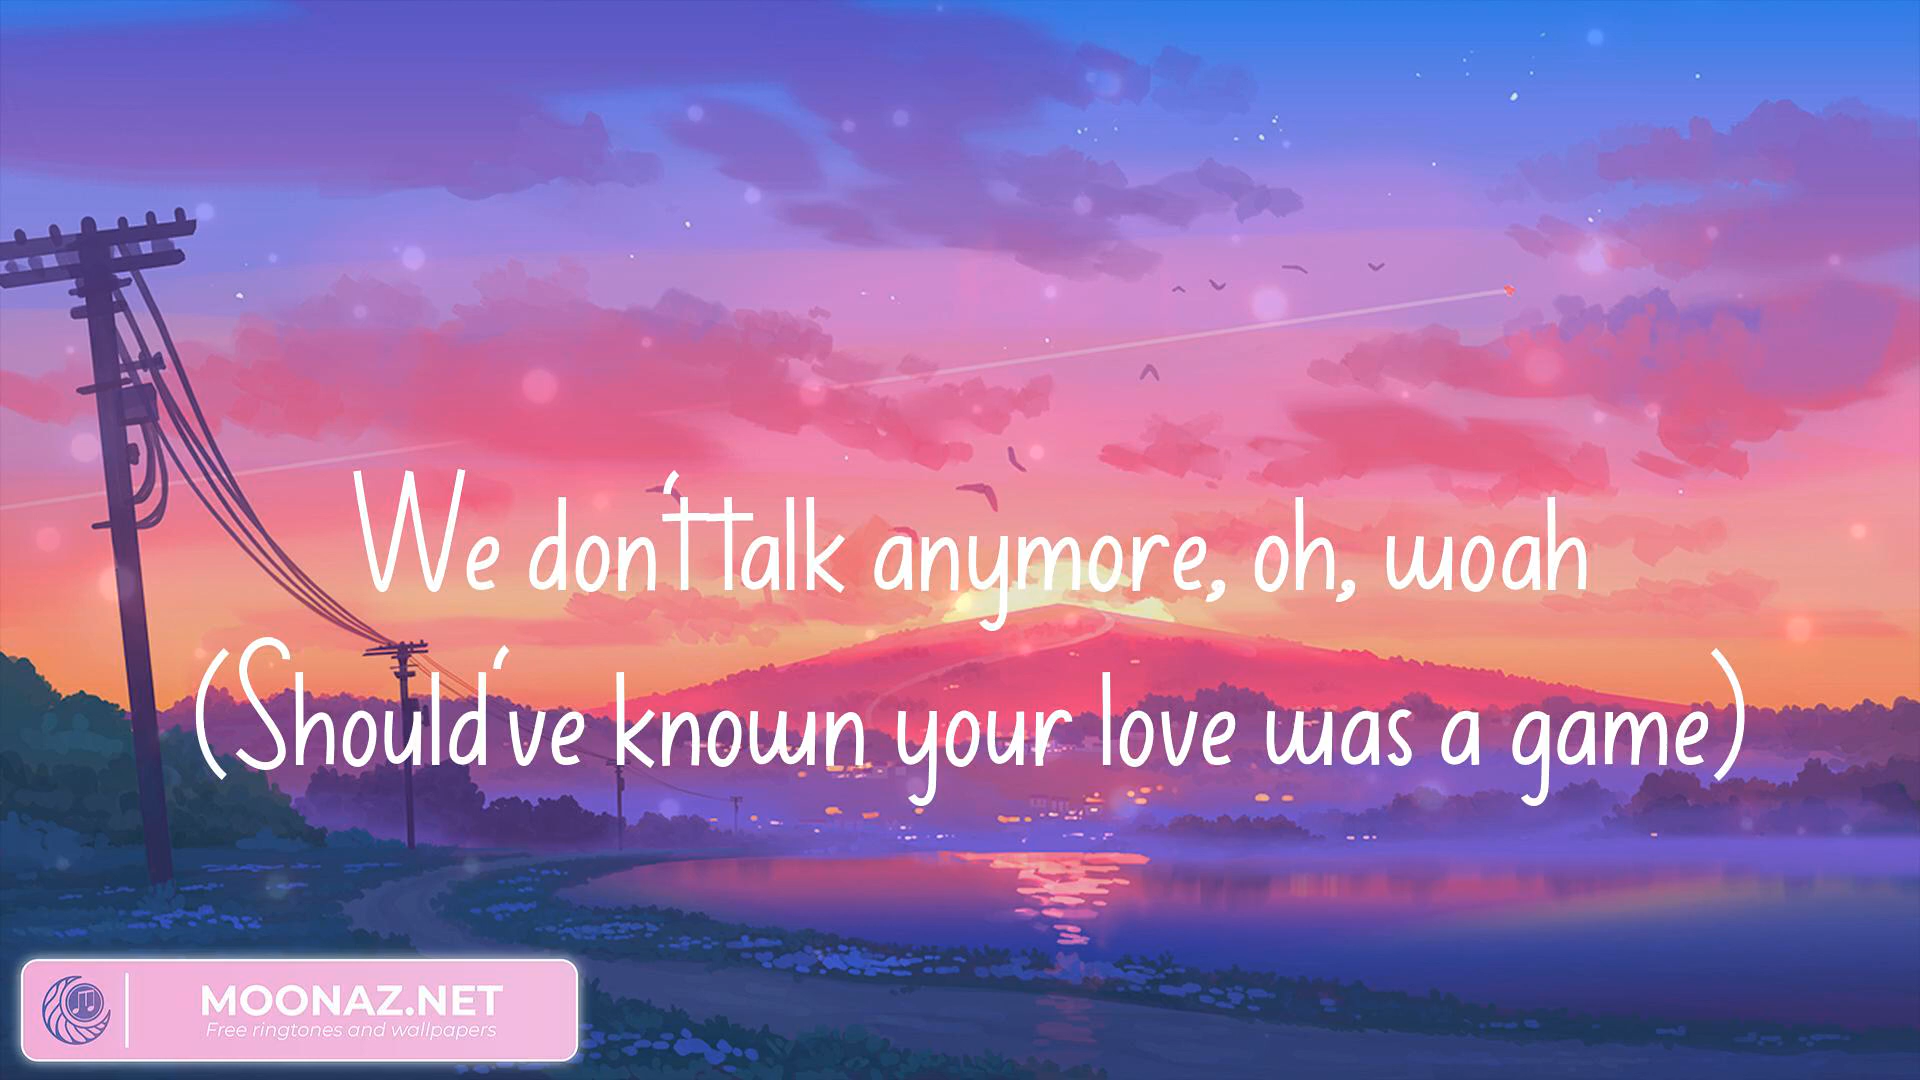 We don't talk anymore, oh, woah
(Should've known your love was a game)
MOONAZ.NET
Free ringtones and wallpapers